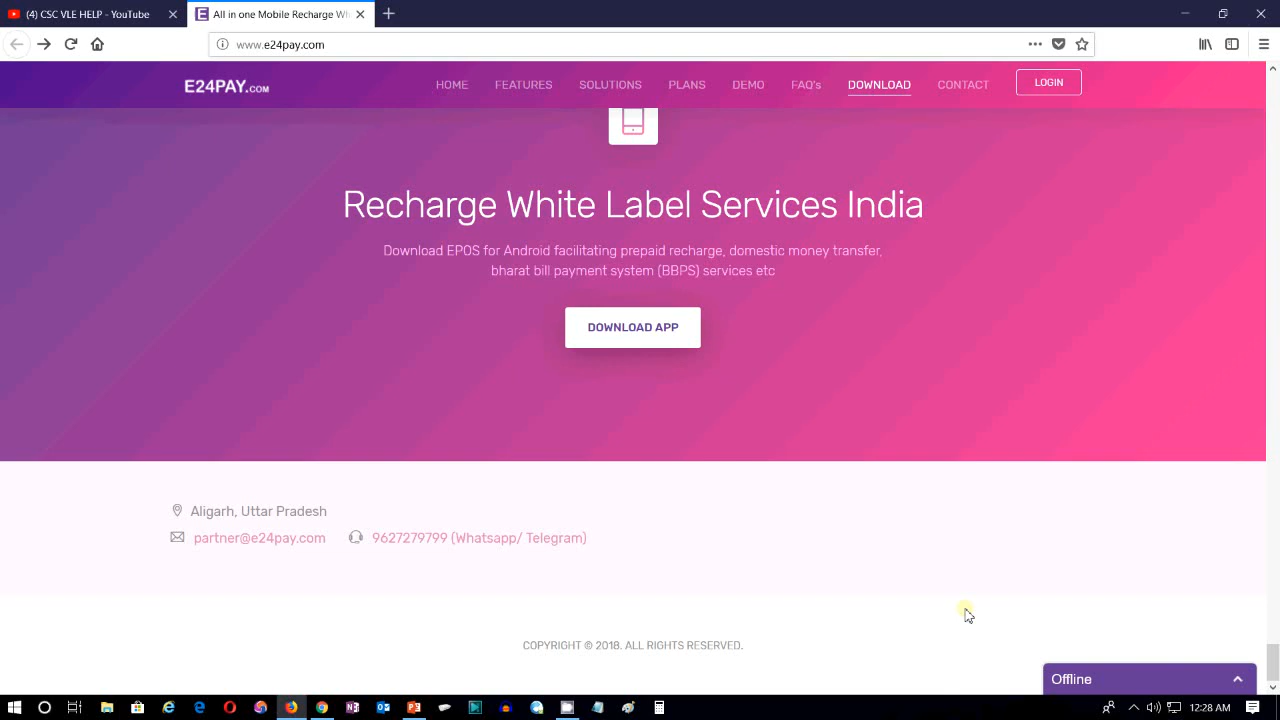 (4) CSC VLE HELP - YouTube
All in one Mobile Recharge Wh
www.e24pay.com
E24PAY.COM
HOME
FEATURES
SOLUTIONS
PLANS
DEMO
FAQ's
DOWNLOAD
CONTACT
LOGIN
Recharge White Label Services India
Download EPOS for Android facilitating prepaid recharge, domestic money transfer,
bharat bill payment system (BBPS) services etc
DOWNLOAD APP
Aligarh, Uttar Pradesh
partner@e24pay.com
9627279799 (Whatsapp/ Telegram)
COPYRIGHT © 2018. ALL RIGHTS RESERVED.
Offline
12:28 AM